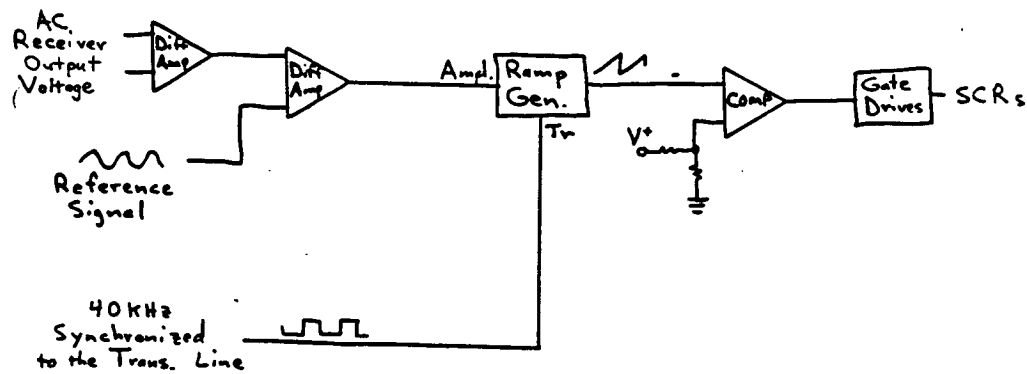 AC
Receiver
Output
Voltage
Diff
Amp
Diff
Amp
Ampl.
Ramp
Gen.
Tr
Comp
Gate
Drives
SCRs
V+
Reference
Signal
40 kHz
Synchronized
to the Trans. Line